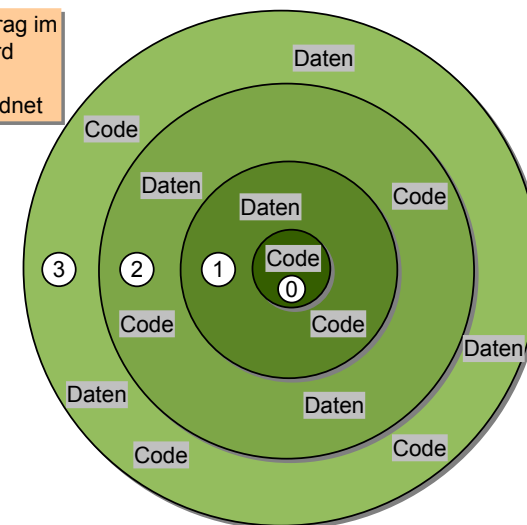 rag im
rd
dnet
Daten
Code
Daten
Code
Daten
Code
3
2
1
0
Code
Code
Daten
Daten
Daten
Code
Code